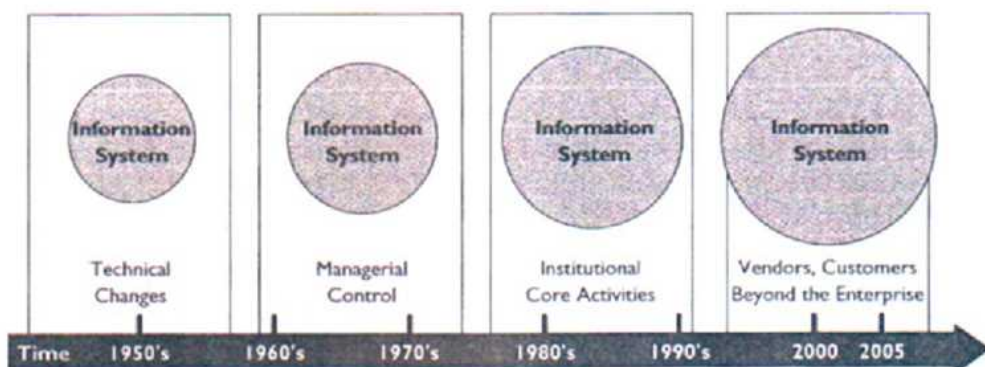 Information
System
Information
System
Information
System
Information
System
Technical
Changes
Managerial
Control
Institutional
Core Activities
Vendors, Customers
Beyond the Enterprise
Time 1950's 1960's 1970's 1980's 1990's 2000 2005